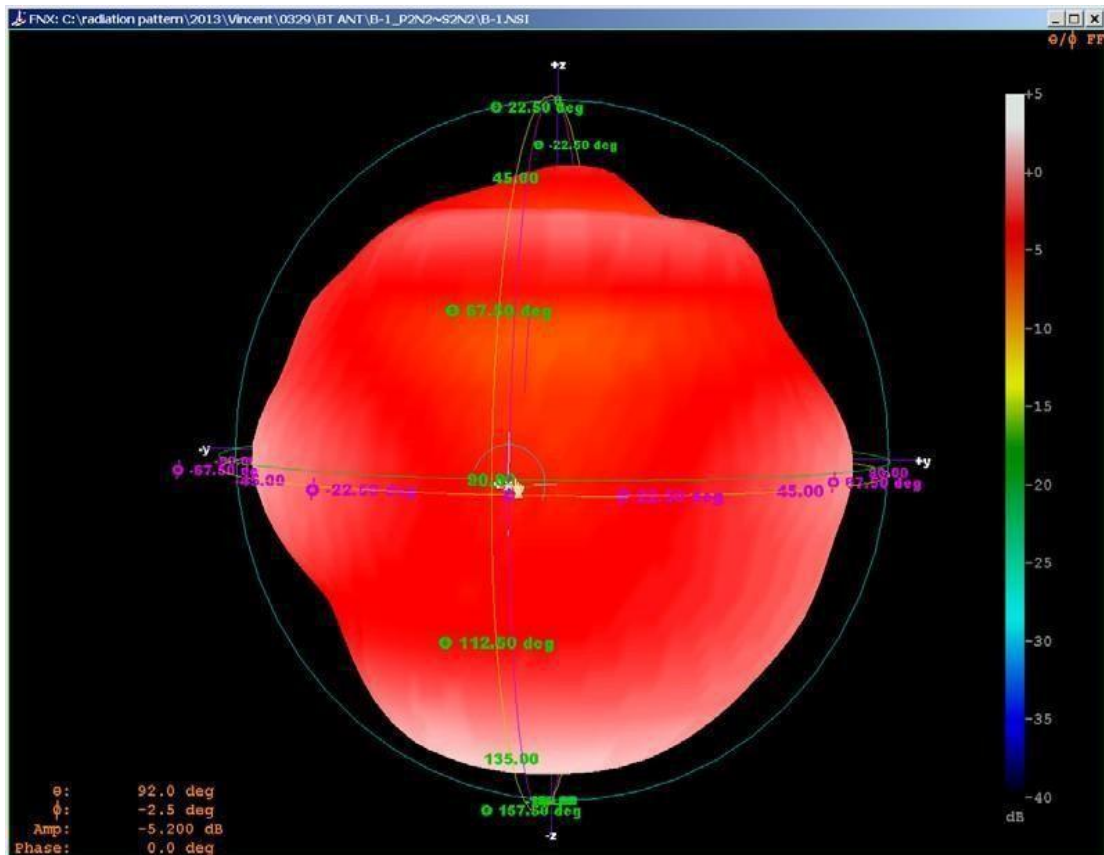 FNX: C:\radiation pattern\2013\Vincent\0329\BT ANT\B-1_P2N2~S2N2\B-1.NSI
Θ/ϕ FF
+z
Θ 22.50 deg
Θ -22.50 deg
45.00
Θ 67.50 deg
-y
+y
ϕ -67.50
-45.00
ϕ -22.50 deg
90.00
ϕ 22.50 deg
45.00
ϕ 67.50 deg
Θ 112.50 deg
135.00
Θ 157.50 deg
-z
+5
+0
-5
-10
-15
-20
-25
-30
-35
-40
dB
Θ: 92.0 deg
ϕ: -2.5 deg
Amp: -5.200 dB
Phase: 0.0 deg